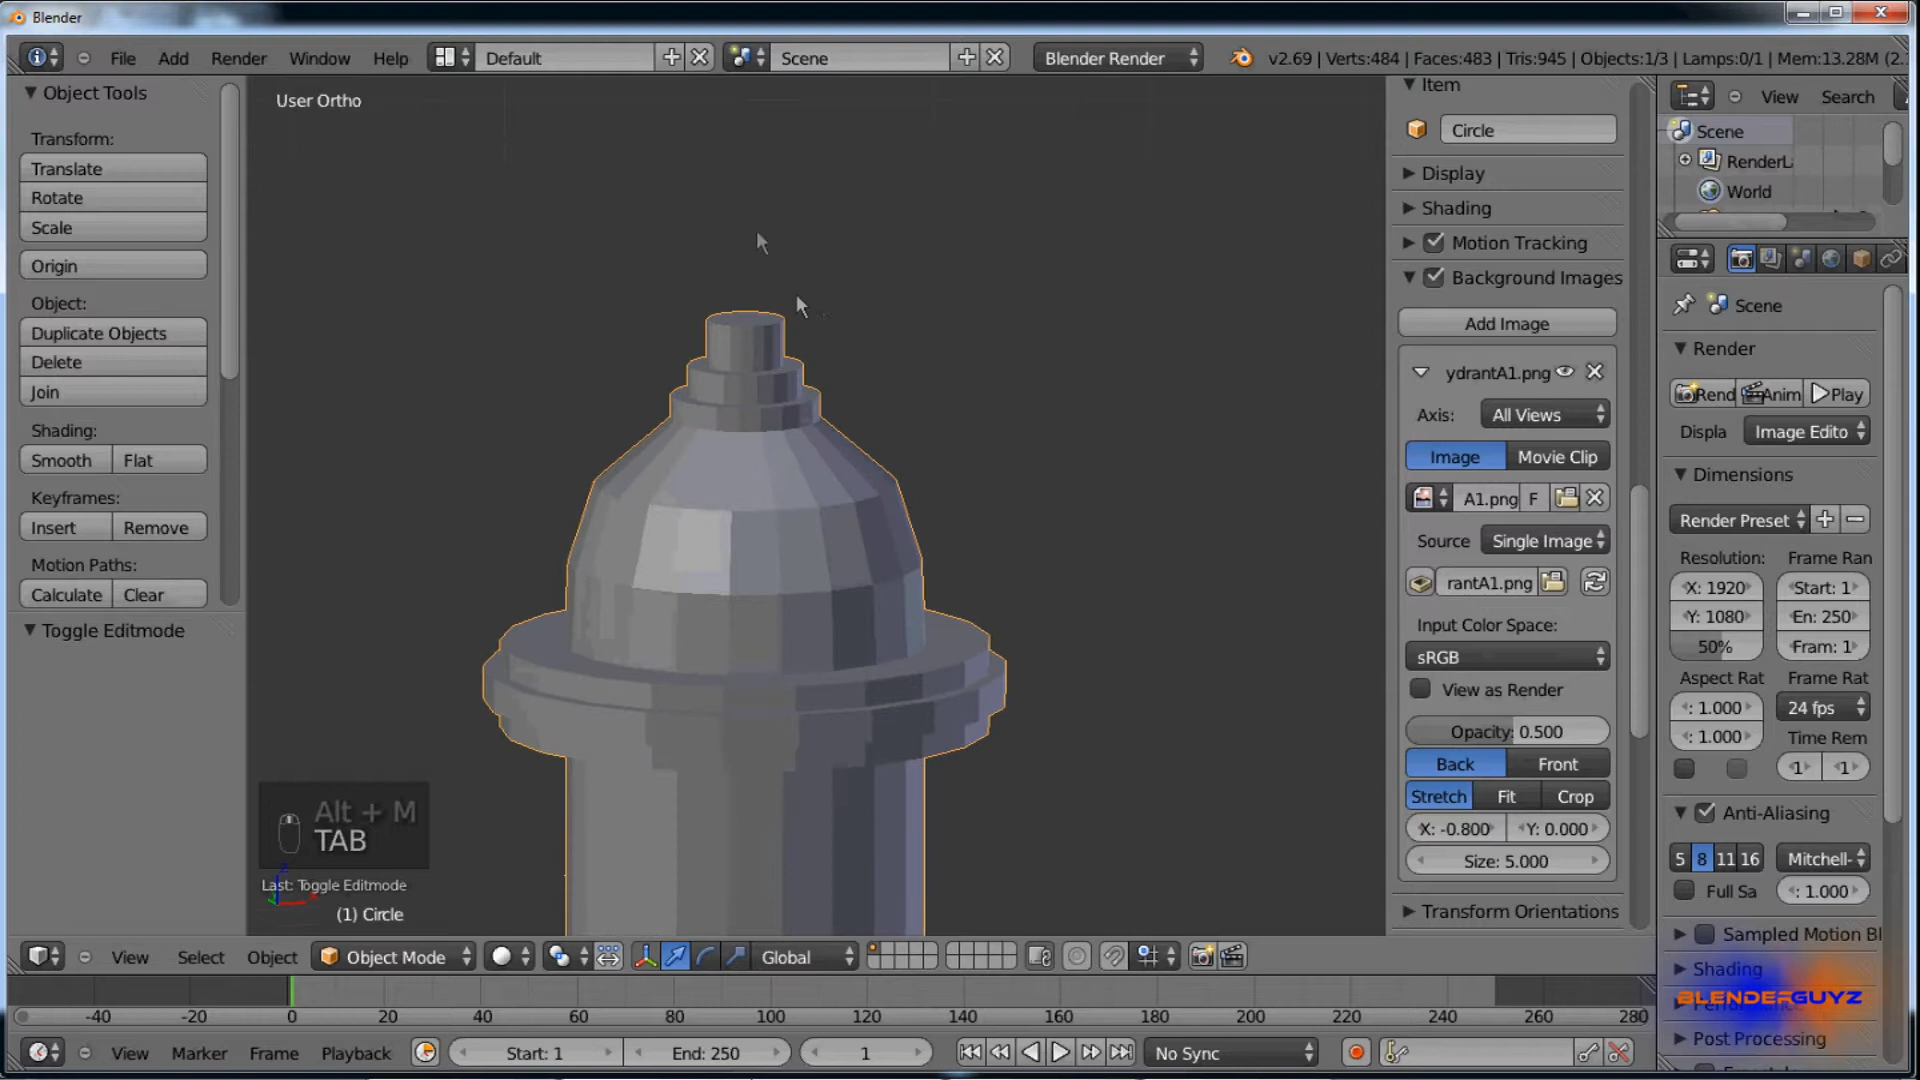 Blender
File Add Render Window Help Default Scene Blender Render v2.69 | Verts:484 | Faces:483 | Tris:945 | Objects:1/3 | Lamps:0/1 | Mem:13.28M (2.
Object Tools
Transform:
Translate
Rotate
Scale
Origin
Object:
Duplicate Objects
Delete
Join
Shading:
Smooth Flat
Keyframes:
Insert Remove
Motion Paths:
Calculate Clear
Toggle Editmode
User Ortho
Alt + M
TAB
Last: Toggle Editmode
(1) Circle
Item
Circle
Display
Shading
Motion Tracking
Background Images
Add Image
ydrantA1.png
Axis: All Views
Image Movie Clip
A1.png F
Source Single Image
rantA1.png
Input Color Space:
sRGB
View as Render
Opacity: 0.500
Back Front
Stretch Fit Crop
X: -0.800 Y: 0.000
Size: 5.000
Transform Orientations
View Search
Scene
RenderLa
World
Scene
Render
Rend Anim Play
Displa Image Edito
Dimensions
Render Preset
Resolution: Frame Ran
X: 1920 Start: 1
Y: 1080 En: 250
50% Fram: 1
Aspect Rat Frame Rat
: 1.000 24 fps
: 1.000 Time Rem
1 1
Anti-Aliasing
5 8 11 16 Mitchell-
Full Sa : 1.000
Sampled Motion Bl
Shading
BLENDERGUYZ
Post Processing
View Select Object Object Mode Global
-40 -20 0 20 40 60 80 100 120 140 160 180 200 220 240 260 280
View Marker Frame Playback Start: 1 End: 250 1 No Sync